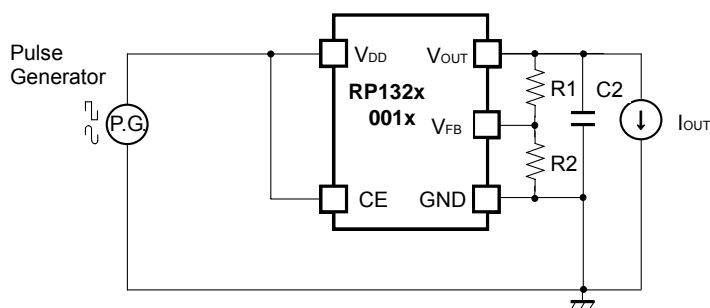 Pulse
Generator
P.G.
VDD
VOUT
RP132x
001x
VFB
CE
GND
R1
R2
C2
IOUT